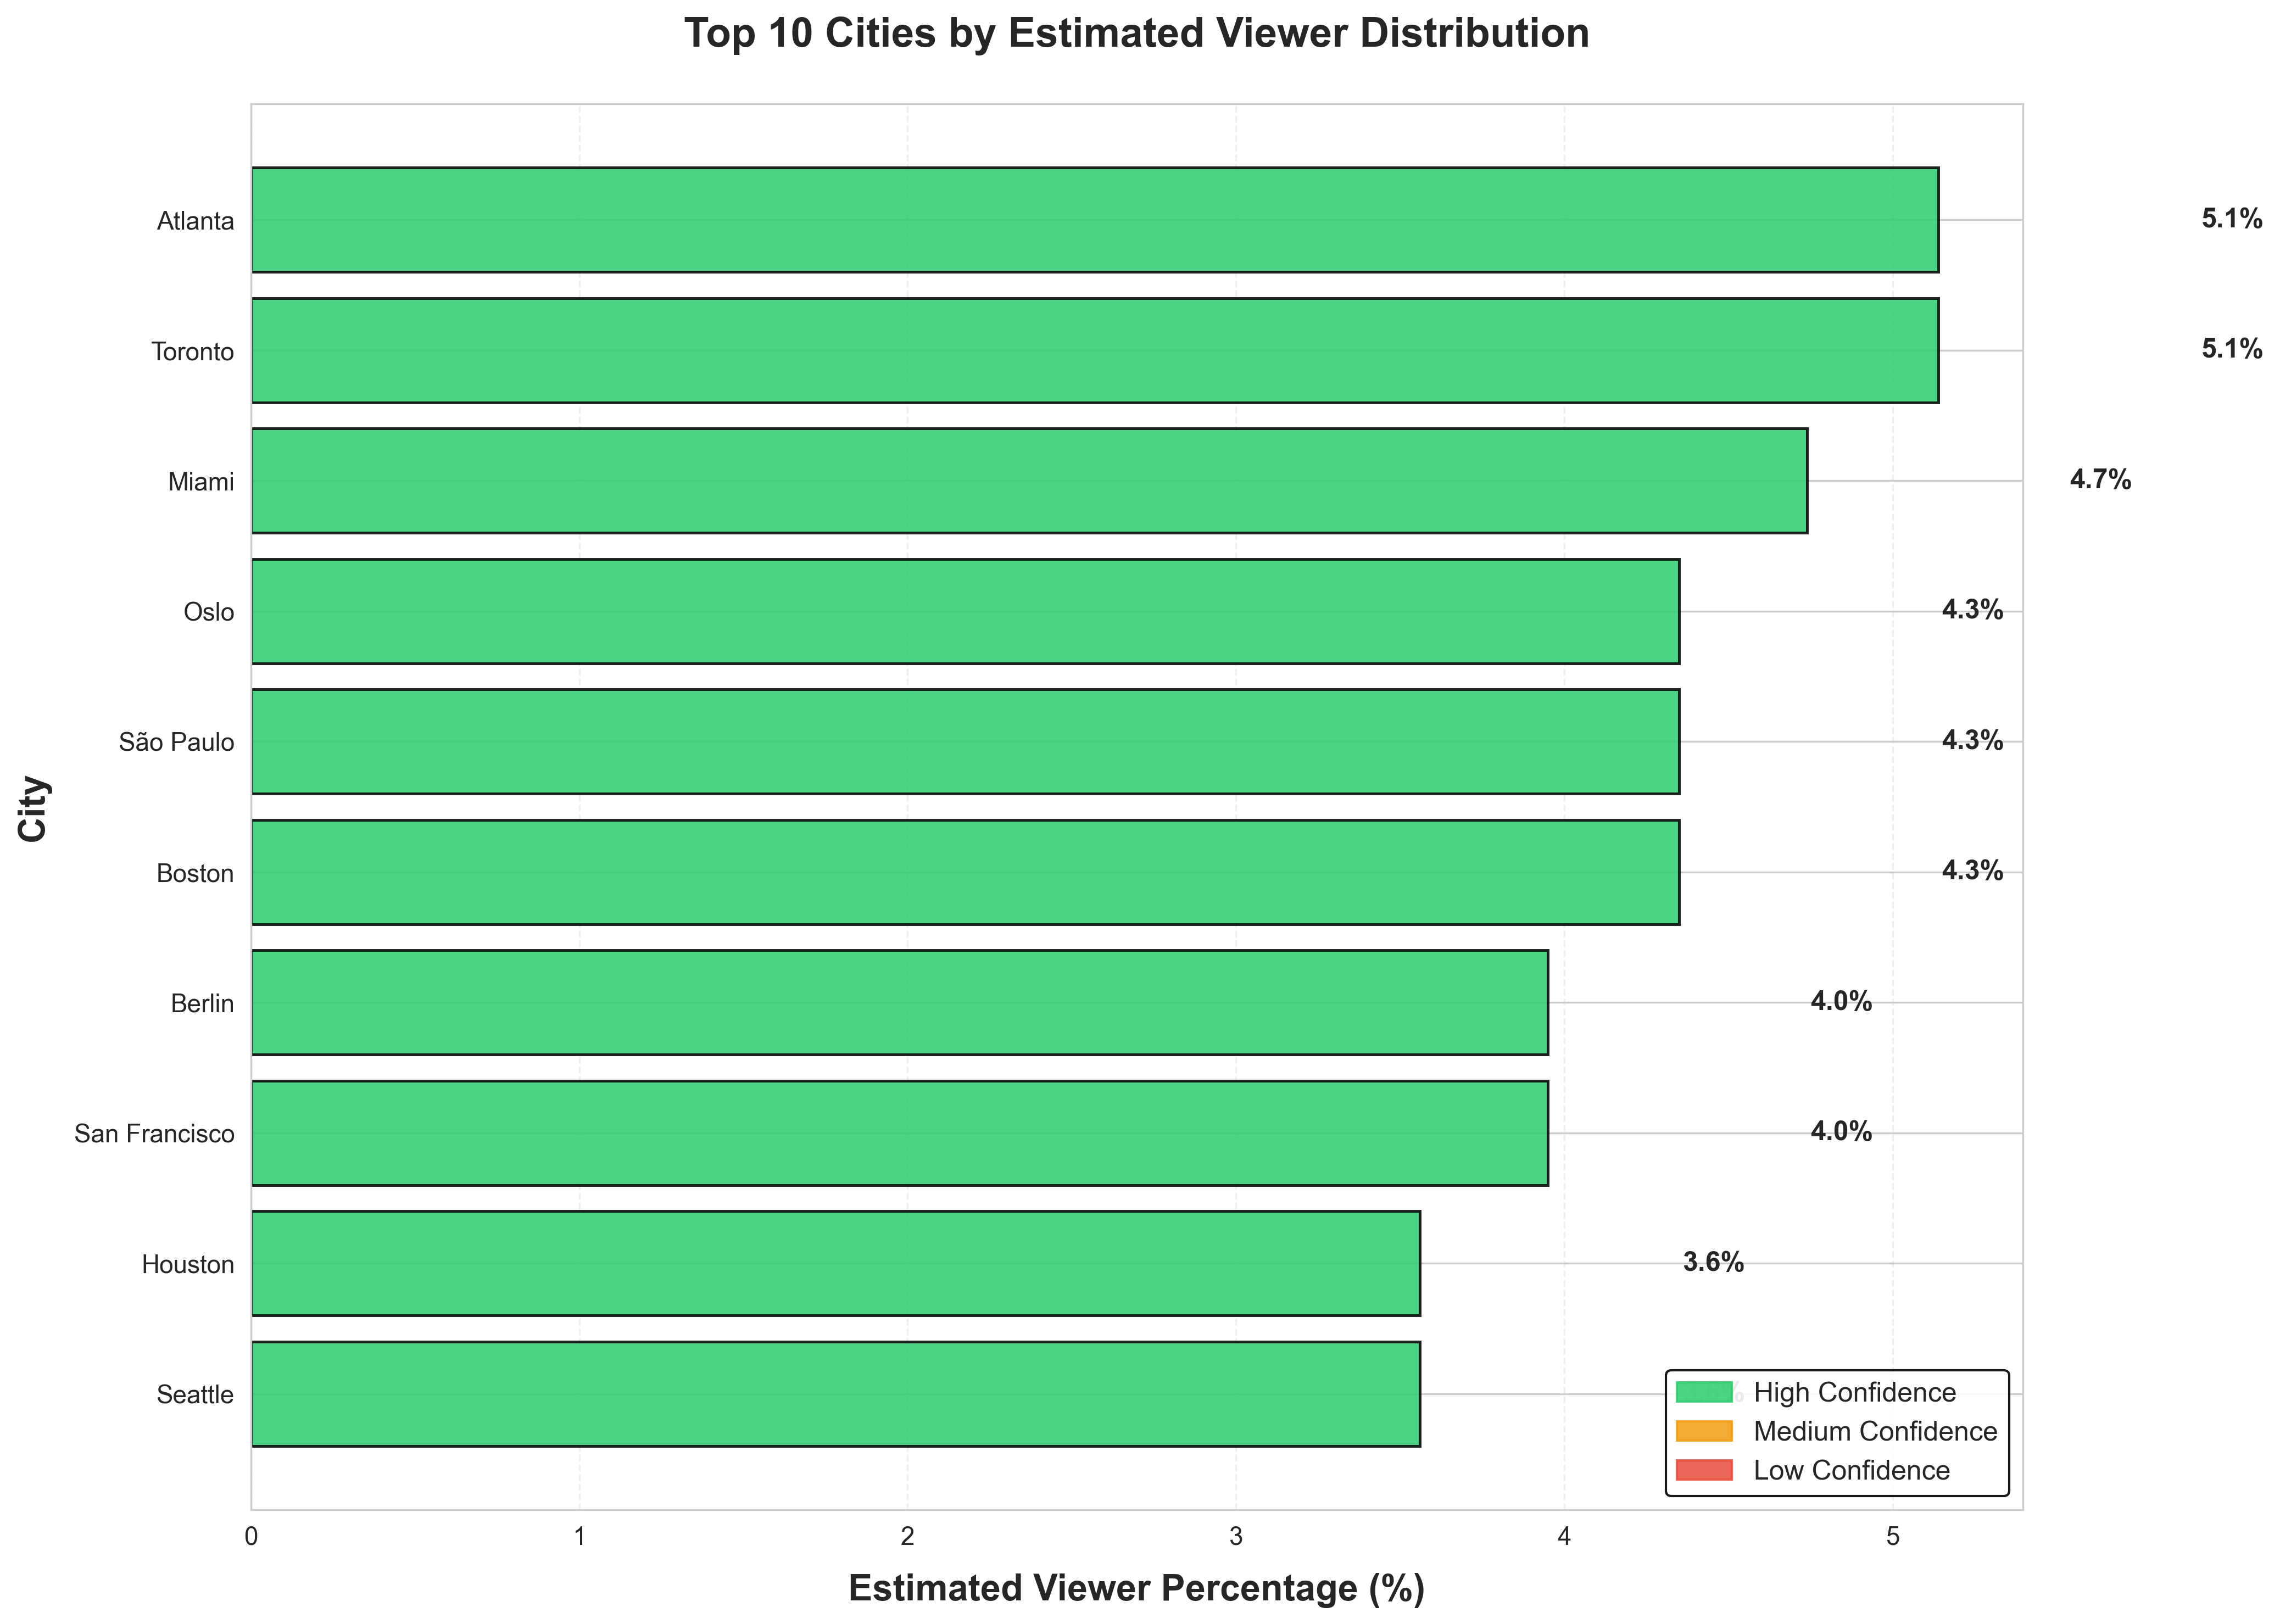 Top 10 Cities by Estimated Viewer Distribution
Atlanta
5.1%
Toronto
5.1%
Miami
4.7%
Oslo
4.3%
São Paulo
4.3%
Boston
4.3%
Berlin
4.0%
San Francisco
4.0%
Houston
3.6%
Seattle
High Confidence
Medium Confidence
Low Confidence
0 1 2 3 4 5
Estimated Viewer Percentage (%)
City